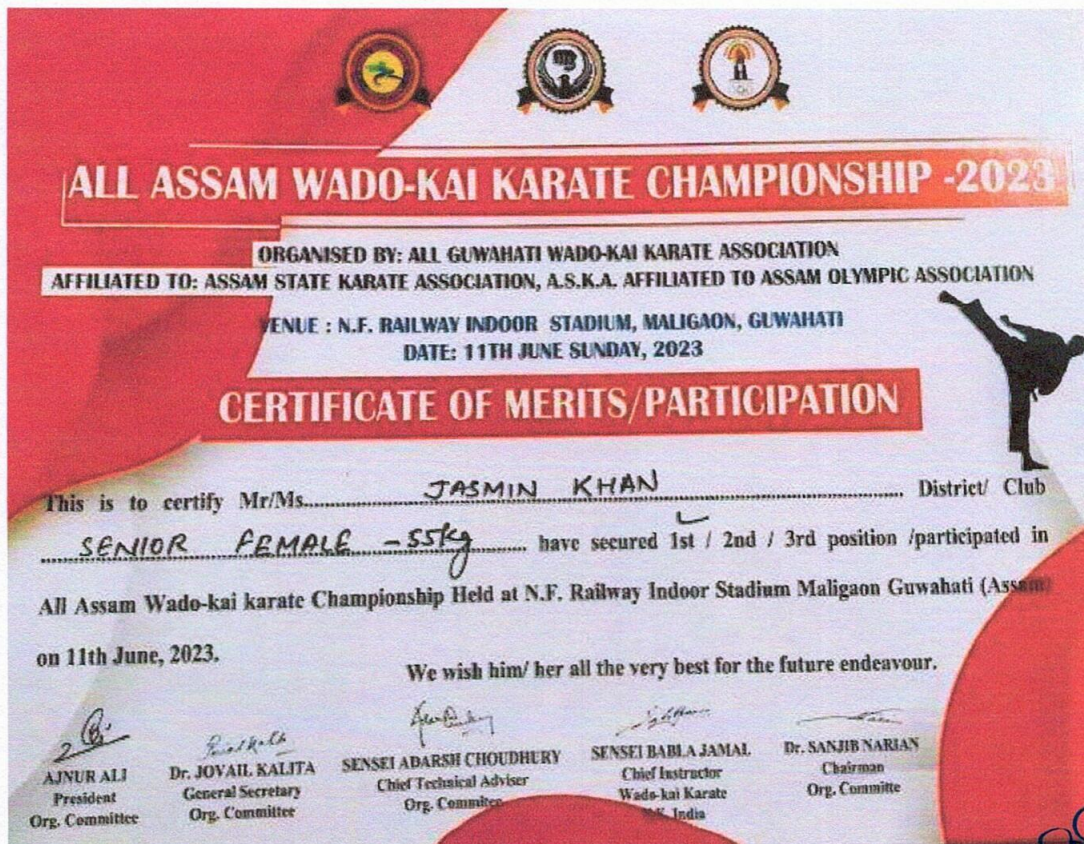 ALL ASSAM WADO-KAI KARATE CHAMPIONSHIP -2023
ORGANISED BY: ALL GUWAHATI WADO-KAI KARATE ASSOCIATION
AFFILIATED TO: ASSAM STATE KARATE ASSOCIATION, A.S.K.A. AFFILIATED TO ASSAM OLYMPIC ASSOCIATION
VENUE : N.F. RAILWAY INDOOR STADIUM, MALIGAON, GUWAHATI
DATE: 11TH JUNE SUNDAY, 2023
CERTIFICATE OF MERITS/PARTICIPATION
This is to certify Mr/Ms. JASMIN KHAN District/ Club
SENIOR FEMALE -55kg have secured 1st / 2nd / 3rd position /participated in
All Assam Wado-kai karate Championship Held at N.F. Railway Indoor Stadium Maligaon Guwahati (Assam)
on 11th June, 2023.
We wish him/ her all the very best for the future endeavour.
AJNUR ALI
President
Org. Committee
Dr. JOVAIL KALITA
General Secretary
Org. Committee
SENSEI ADARSH CHOUDHURY
Chief Technical Adviser
Org. Commitee
SENSEI BABLA JAMAL
Chief Instructor
Wado-kai Karate
India
Dr. SANJIB NARIAN
Chairman
Org. Committe